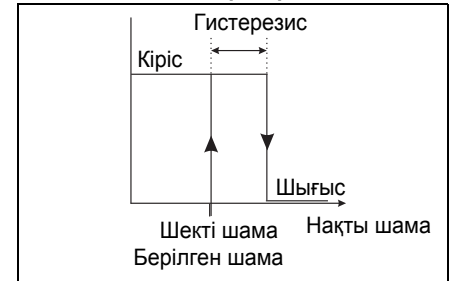 Гистерезис
Кіріс
Шығыс
Шекті шама
Нақты шама
Берілген шама